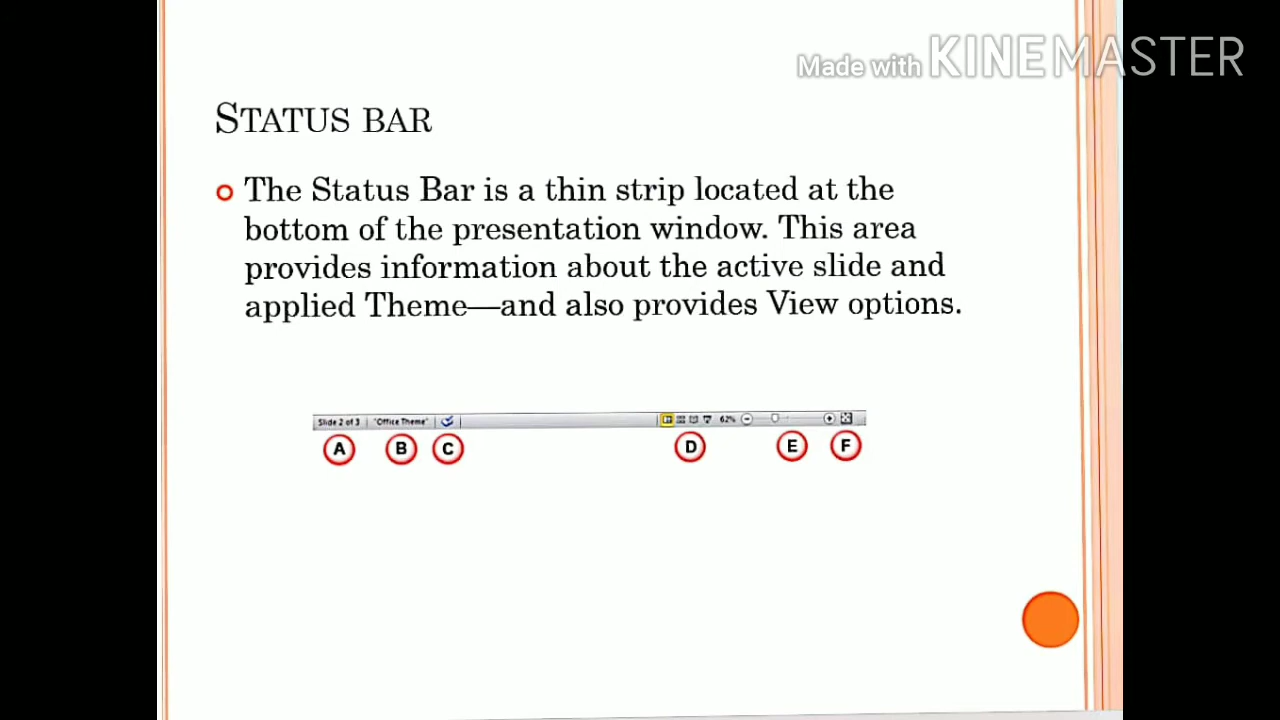 Made with KINEMASTER
STATUS BAR
The Status Bar is a thin strip located at the
bottom of the presentation window. This area
provides information about the active slide and
applied Theme—and also provides View options.
Slide 2 of 3 "Office Theme" 62%
A B C D E F